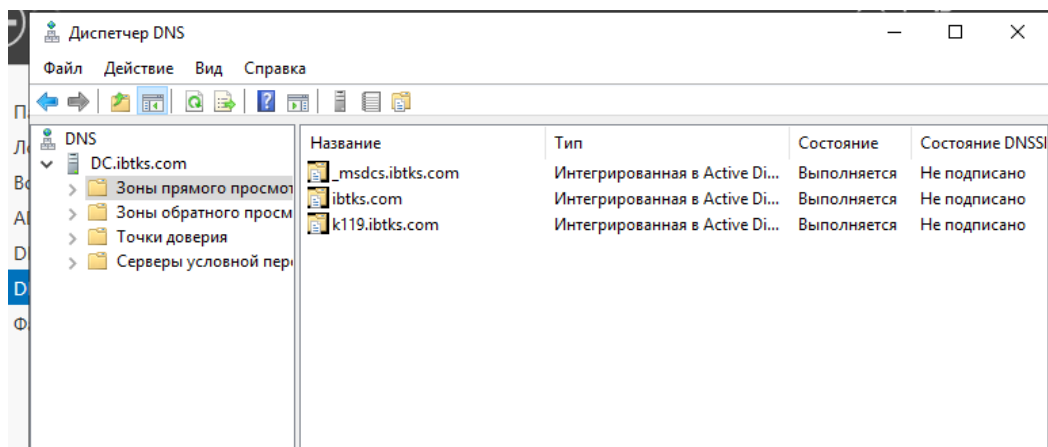 Диспетчер DNS
Файл Действие Вид Справка
DNS
DC.ibtks.com
Зоны прямого просмот
Зоны обратного просм
Точки доверия
Серверы условной пер
Название Тип Состояние Состояние DNSS
_msdcs.ibtks.com Интегрированная в Active Di... Выполняется Не подписано
ibtks.com Интегрированная в Active Di... Выполняется Не подписано
k119.ibtks.com Интегрированная в Active Di... Выполняется Не подписано